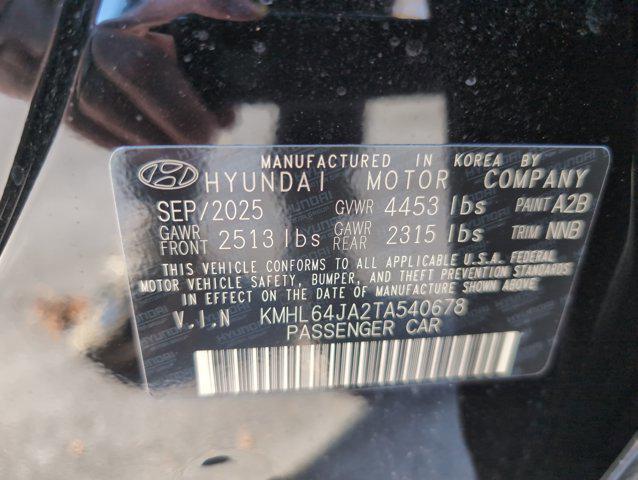 MANUFACTURED IN KOREA BY
HYUNDAI MOTOR COMPANY
SEP/2025 GVWR 4453 lbs PAINT A2B
GAWR FRONT 2513 lbs GAWR REAR 2315 lbs TRIM NNB
THIS VEHICLE CONFORMS TO ALL APPLICABLE U.S.A. FEDERAL
MOTOR VEHICLE SAFETY, BUMPER, AND THEFT PREVENTION STANDARDS
IN EFFECT ON THE DATE OF MANUFACTURE SHOWN ABOVE.
V.I.N KMHL64JA2TA540678
PASSENGER CAR